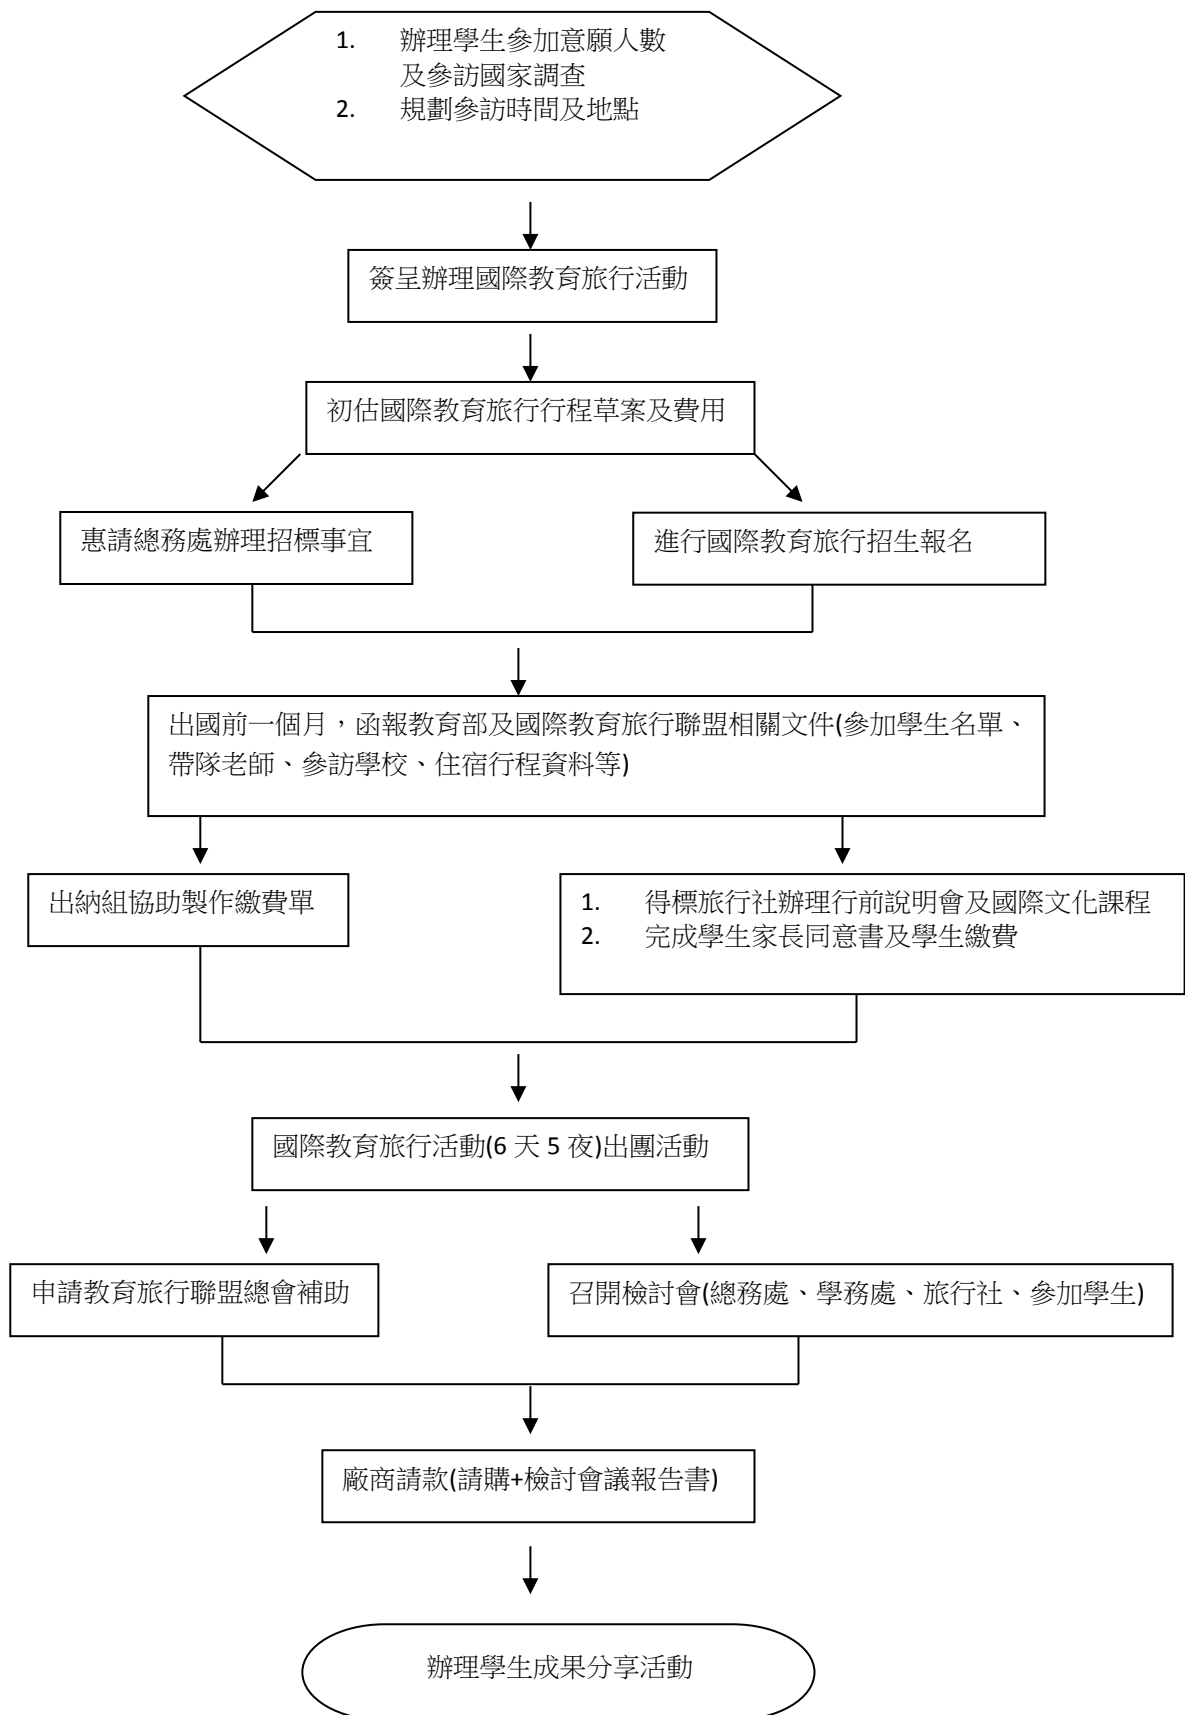 1. 辦理學生參加意願人數
及參訪國家調查
2. 規劃參訪時間及地點
簽呈辦理國際教育旅行活動
初估國際教育旅行行程草案及費用
惠請總務處辦理招標事宜
進行國際教育旅行招生報名
出國前一個月，函報教育部及國際教育旅行聯盟相關文件(參加學生名單、
帶隊老師、參訪學校、住宿行程資料等)
出納組協助製作繳費單
1. 得標旅行社辦理行前說明會及國際文化課程
2. 完成學生家長同意書及學生繳費
國際教育旅行活動(6 天 5 夜)出團活動
申請教育旅行聯盟總會補助
召開檢討會(總務處、學務處、旅行社、參加學生)
廠商請款(請購+檢討會議報告書)
辦理學生成果分享活動